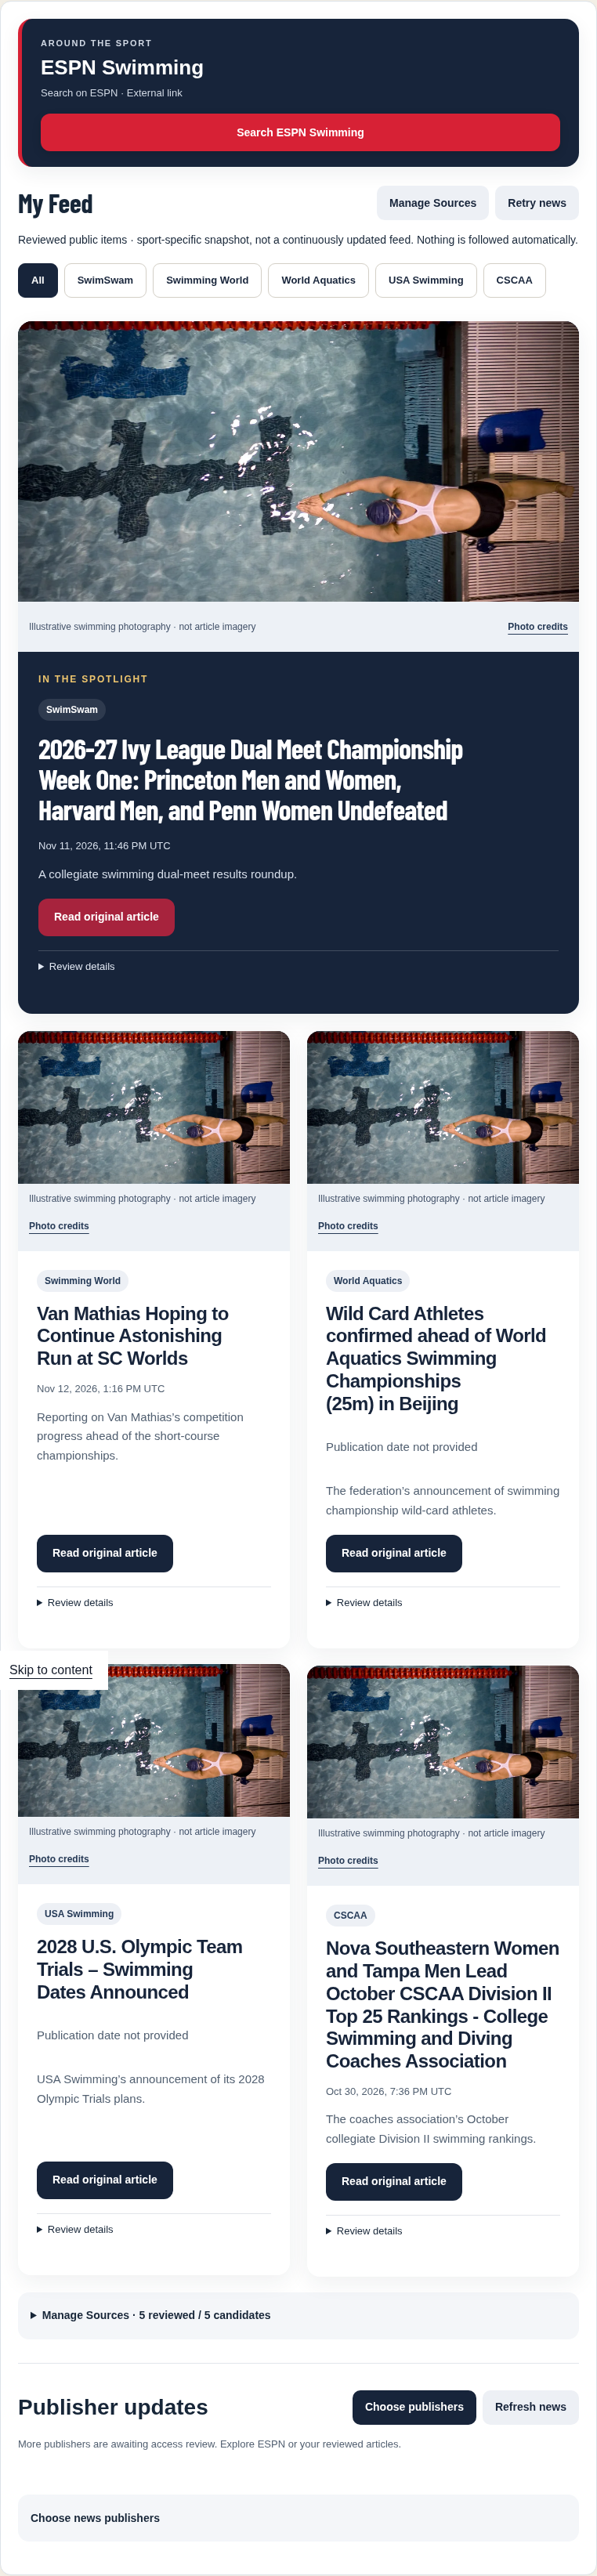 AROUND THE SPORT
ESPN Swimming
Search on ESPN · External link
Search ESPN Swimming
My Feed
Manage Sources
Retry news
Reviewed public items · sport-specific snapshot, not a continuously updated feed. Nothing is followed automatically.
All
SwimSwam
Swimming World
World Aquatics
USA Swimming
CSCAA
Illustrative swimming photography · not article imagery
Photo credits
IN THE SPOTLIGHT
SwimSwam
2026-27 Ivy League Dual Meet Championship
Week One: Princeton Men and Women,
Harvard Men, and Penn Women Undefeated
Nov 11, 2026, 11:46 PM UTC
A collegiate swimming dual-meet results roundup.
Read original article
▶ Review details
Illustrative swimming photography · not article imagery
Photo credits
Swimming World
Van Mathias Hoping to
Continue Astonishing
Run at SC Worlds
Nov 12, 2026, 1:16 PM UTC
Reporting on Van Mathias's competition
progress ahead of the short-course
championships.
Read original article
▶ Review details
Illustrative swimming photography · not article imagery
Photo credits
World Aquatics
Wild Card Athletes
confirmed ahead of World
Aquatics Swimming
Championships
(25m) in Beijing
Publication date not provided
The federation's announcement of swimming
championship wild-card athletes.
Read original article
▶ Review details
Skip to content
Illustrative swimming photography · not article imagery
Photo credits
USA Swimming
2028 U.S. Olympic Team
Trials – Swimming
Dates Announced
Publication date not provided
USA Swimming's announcement of its 2028
Olympic Trials plans.
Read original article
▶ Review details
Illustrative swimming photography · not article imagery
Photo credits
CSCAA
Nova Southeastern Women
and Tampa Men Lead
October CSCAA Division II
Top 25 Rankings - College
Swimming and Diving
Coaches Association
Oct 30, 2026, 7:36 PM UTC
The coaches association's October
collegiate Division II swimming rankings.
Read original article
▶ Review details
▶ Manage Sources · 5 reviewed / 5 candidates
Publisher updates
Choose publishers
Refresh news
More publishers are awaiting access review. Explore ESPN or your reviewed articles.
Choose news publishers